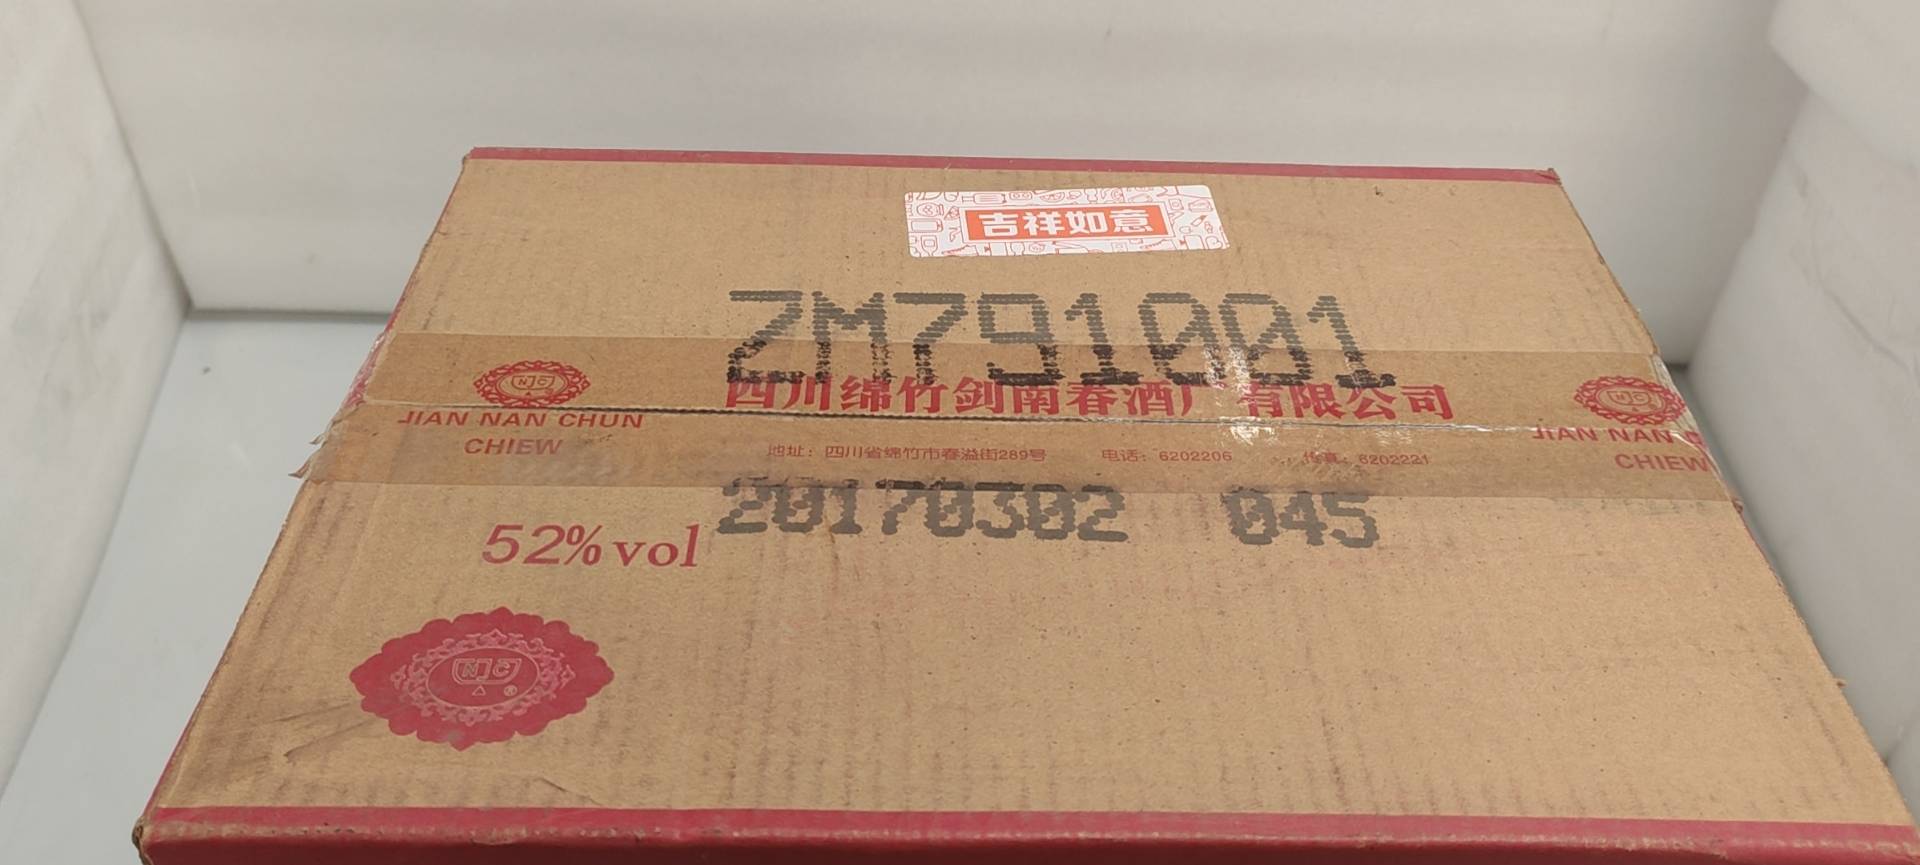 吉祥如意
ZM791001
NJC
四川绵竹剑南春酒厂有限公司
JIAN NAN CHUN
CHIEW
JIAN NAN C
CHIEW
地址：四川省绵竹市春溢街289号 电话：6202206 传真：6202221
20170302 045
52%vol
NJC
®